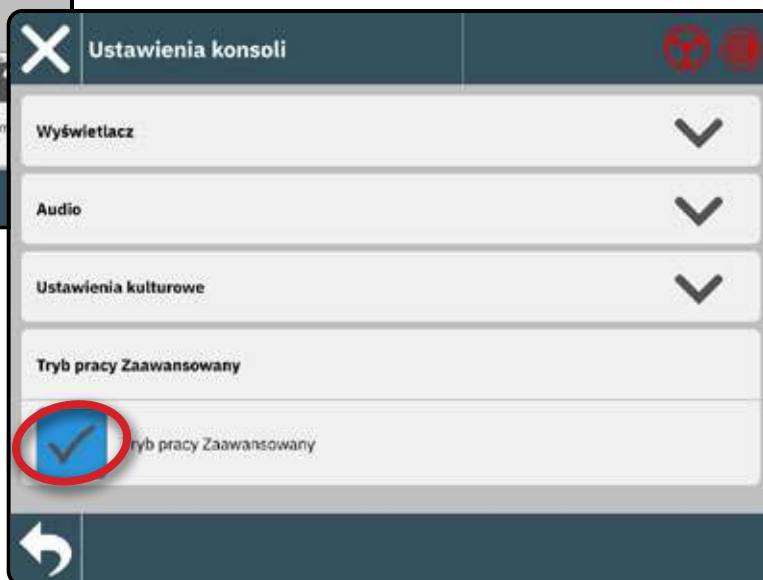 Ustawienia konsoli
Wyświetlacz
Audio
Ustawienia kulturowe
Tryb pracy Zaawansowany
ryb pracy Zaawansowany